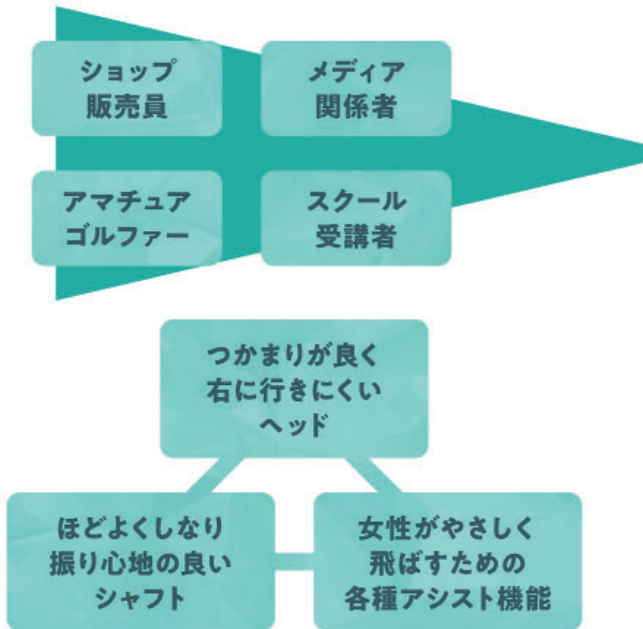 ショップ
販売員
メディア
関係者
アマチュア
ゴルファー
スクール
受講者
つかまりが良く
右に行きにくい
ヘッド
ほどよくしなり
振り心地の良い
シャフト
女性がやさしく
飛ばすための
各種アシスト機能